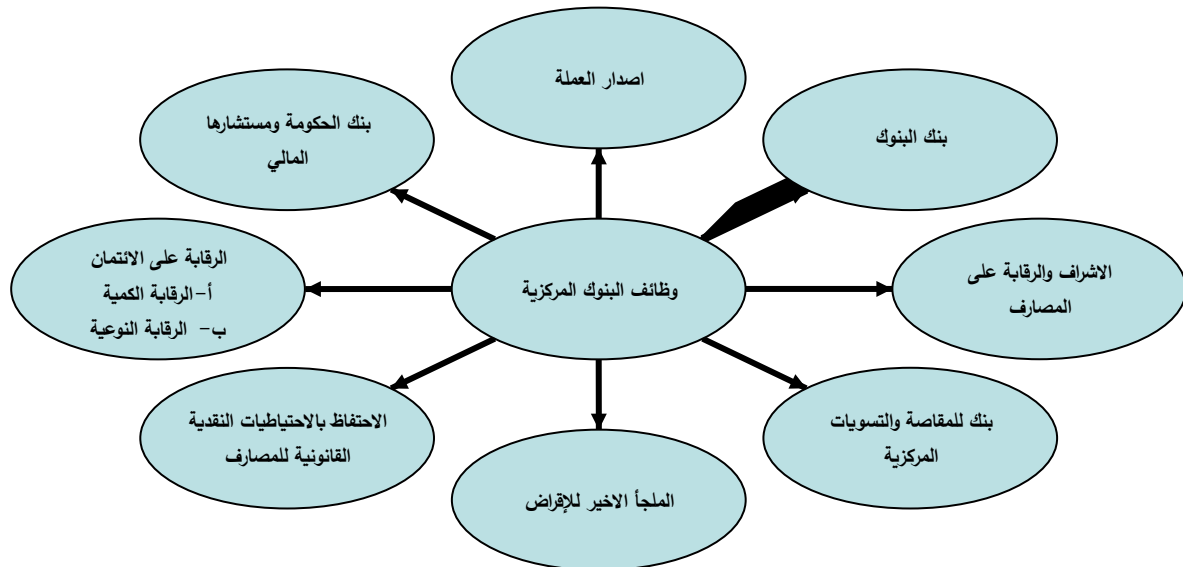 اصدار العملة
بنك البنوك
بنك الحكومة ومستشارها
المالي
الاشراف والرقابة على
المصارف
وظائف البنوك المركزية
الرقابة على الائتمان
أ-الرقابة الكمية
ب- الرقابة النوعية
بنك للمقاصة والتسويات
المركزية
الاحتفاظ بالاحتياطيات النقدية
القانونية للمصارف
الملجأ الاخير للإقراض